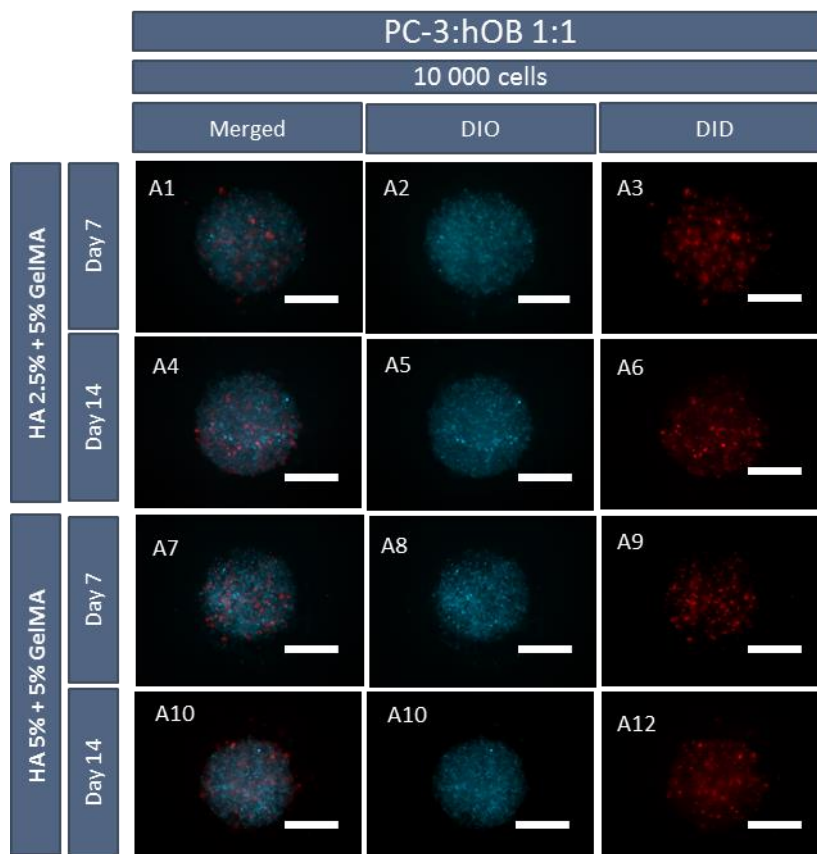 PC-3:hOB 1:1
10 000 cells
Merged
DIO
DID
HA 2.5% + 5% GelMA
Day 7
A1
A2
A3
Day 14
A4
A5
A6
HA 5% + 5% GelMA
Day 7
A7
A8
A9
Day 14
A10
A10
A12